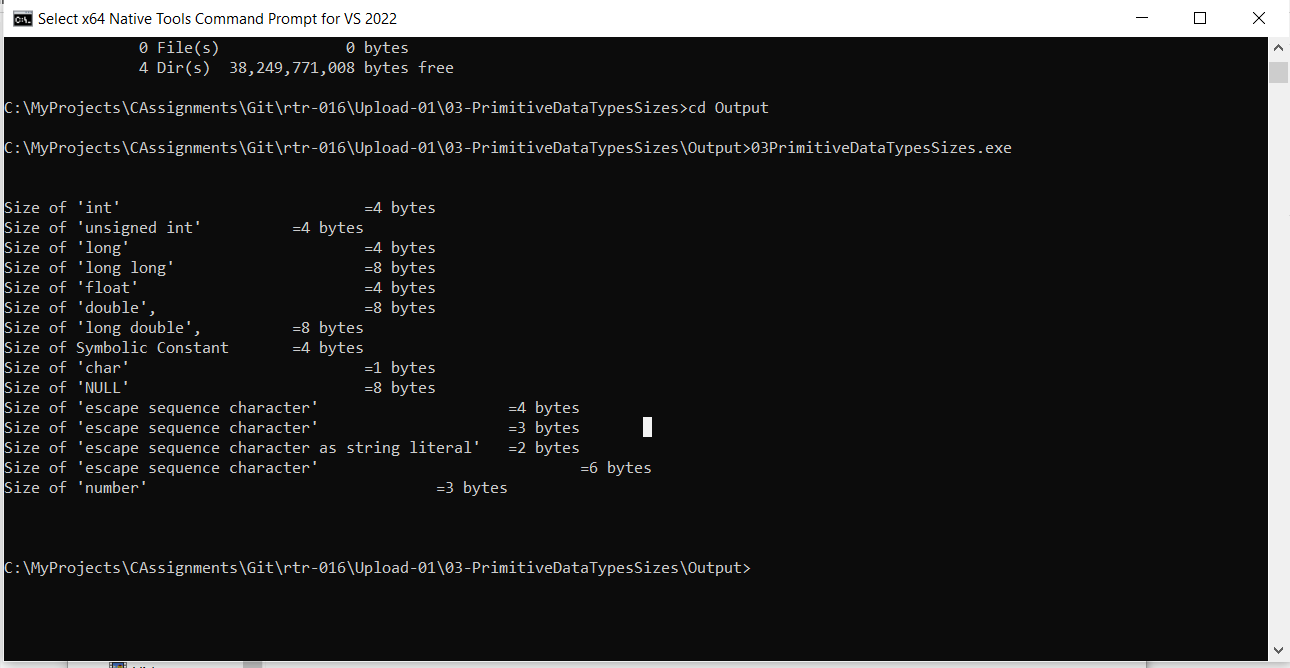 Select x64 Native Tools Command Prompt for VS 2022
0 File(s) 0 bytes
4 Dir(s) 38,249,771,008 bytes free
C:\MyProjects\CAssignments\Git\rtr-016\Upload-01\03-PrimitiveDataTypesSizes>cd Output
C:\MyProjects\CAssignments\Git\rtr-016\Upload-01\03-PrimitiveDataTypesSizes\Output>03PrimitiveDataTypesSizes.exe
Size of 'int' =4 bytes
Size of 'unsigned int' =4 bytes
Size of 'long' =4 bytes
Size of 'long long' =8 bytes
Size of 'float' =4 bytes
Size of 'double', =8 bytes
Size of 'long double', =8 bytes
Size of Symbolic Constant =4 bytes
Size of 'char' =1 bytes
Size of 'NULL' =8 bytes
Size of 'escape sequence character' =4 bytes
Size of 'escape sequence character' =3 bytes
Size of 'escape sequence character as string literal' =2 bytes
Size of 'escape sequence character' =6 bytes
Size of 'number' =3 bytes
C:\MyProjects\CAssignments\Git\rtr-016\Upload-01\03-PrimitiveDataTypesSizes\Output>